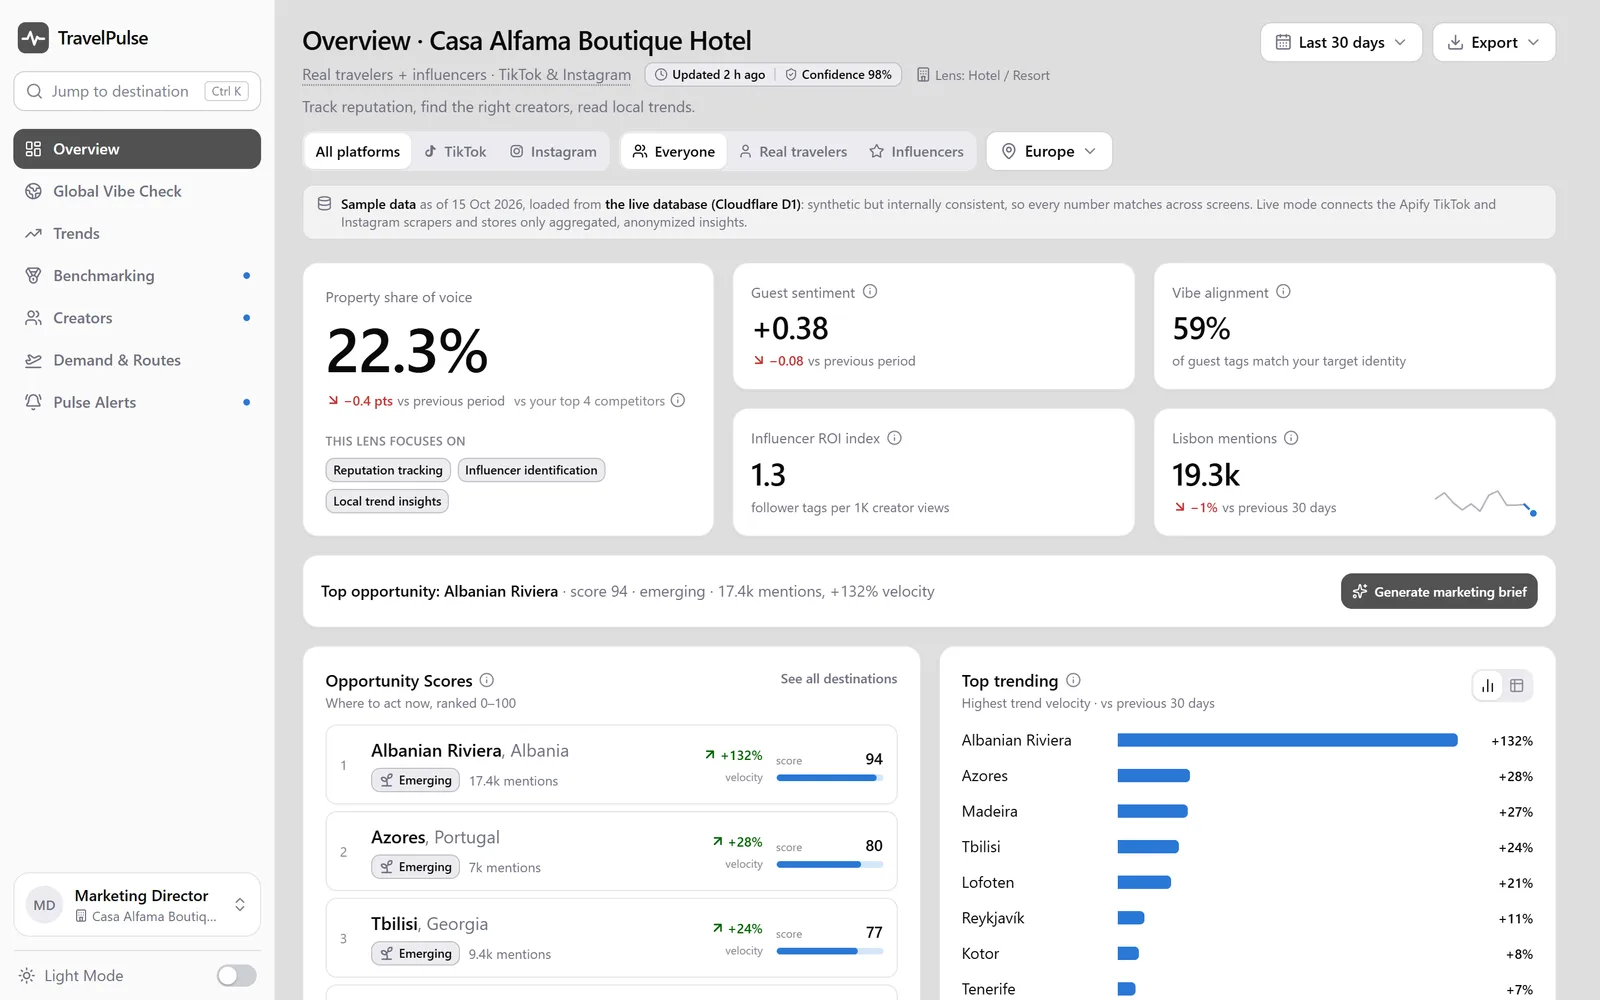 TravelPulse
Jump to destination Ctrl K
Overview
Global Vibe Check
Trends
Benchmarking
Creators
Demand & Routes
Pulse Alerts
MD
Marketing Director
Casa Alfama Boutiq...
Light Mode
Overview · Casa Alfama Boutique Hotel
Last 30 days
Export
Real travelers + influencers · TikTok & Instagram
Updated 2 h ago
Confidence 98%
Lens: Hotel / Resort
Track reputation, find the right creators, read local trends.
All platforms TikTok Instagram
Everyone Real travelers Influencers
Europe
Sample data as of 15 Oct 2026, loaded from the live database (Cloudflare D1): synthetic but internally consistent, so every number matches across screens. Live mode connects the Apify TikTok and
Instagram scrapers and stores only aggregated, anonymized insights.
Property share of voice
22.3%
−0.4 pts vs previous period vs your top 4 competitors
THIS LENS FOCUSES ON
Reputation tracking Influencer identification
Local trend insights
Guest sentiment
+0.38
−0.08 vs previous period
Vibe alignment
59%
of guest tags match your target identity
Influencer ROI index
1.3
follower tags per 1K creator views
Lisbon mentions
19.3k
−1% vs previous 30 days
Top opportunity: Albanian Riviera · score 94 · emerging · 17.4k mentions, +132% velocity
Generate marketing brief
Opportunity Scores
See all destinations
Where to act now, ranked 0–100
1
Albanian Riviera, Albania
Emerging 17.4k mentions
+132%
velocity
score 94
2
Azores, Portugal
Emerging 7k mentions
+28%
velocity
score 80
3
Tbilisi, Georgia
Emerging 9.4k mentions
+24%
velocity
score 77
Top trending
Highest trend velocity · vs previous 30 days
Albanian Riviera +132%
Azores +28%
Madeira +27%
Tbilisi +24%
Lofoten +21%
Reykjavík +11%
Kotor +8%
Tenerife +7%